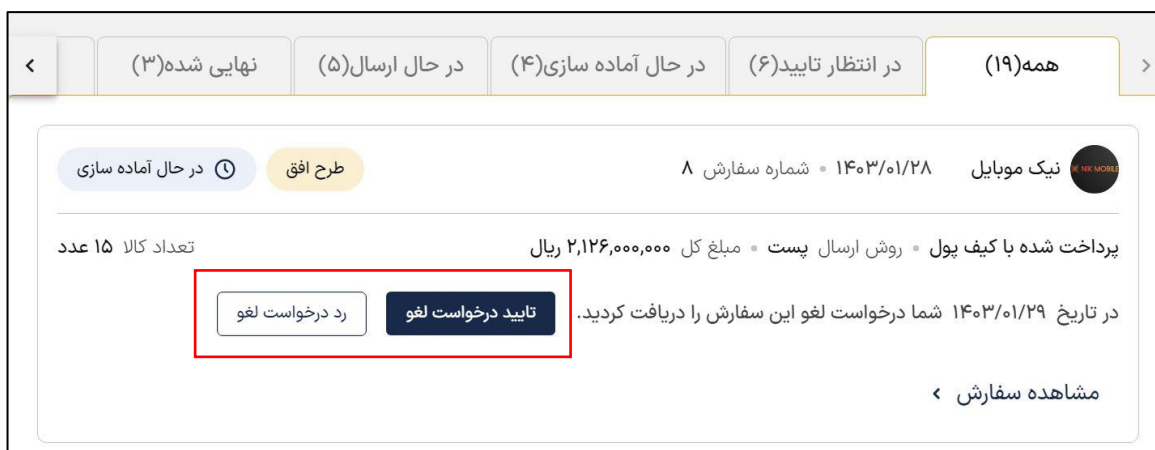 همه(۱۹) در انتظار تایید(۶) در حال آماده سازی(۴) در حال ارسال(۵) نهایی شده(۳)
NIK MOBILE نیک موبایل ۱۴۰۳/۰۱/۲۸ شماره سفارش ۸ طرح افق در حال آماده سازی
پرداخت شده با کیف پول روش ارسال پست مبلغ کل ۲,۱۲۶,۰۰۰,۰۰۰ ریال تعداد کالا ۱۵ عدد
در تاریخ ۱۴۰۳/۰۱/۲۹ شما درخواست لغو این سفارش را دریافت کردید. تایید درخواست لغو رد درخواست لغو
مشاهده سفارش